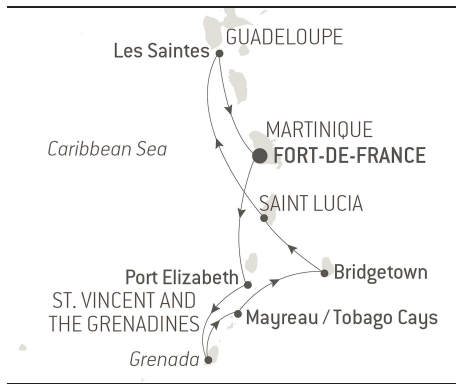 GUADELOUPE
Les Saintes
MARTINIQUE
Caribbean Sea
FORT-DE-FRANCE
SAINT LUCIA
Port Elizabeth
Bridgetown
ST. VINCENT AND
THE GRENADINES
Mayreau / Tobago Cays
Grenada